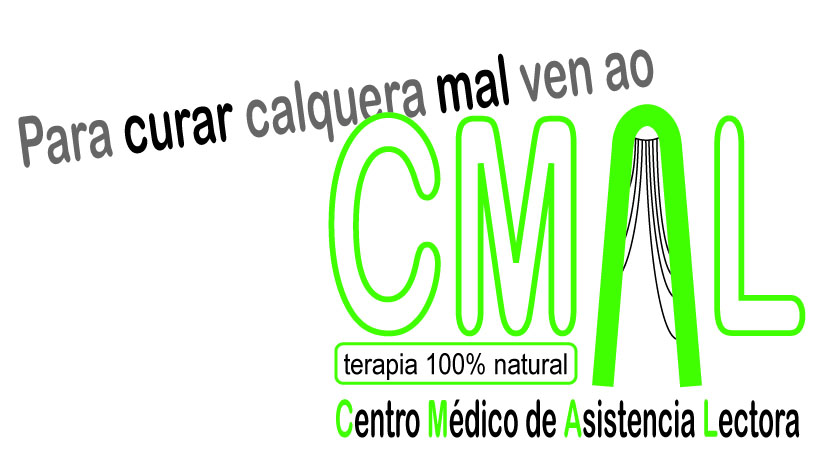 Para curar calquera mal ven ao
CMAL
terapia 100% natural
Centro Médico de Asistencia Lectora